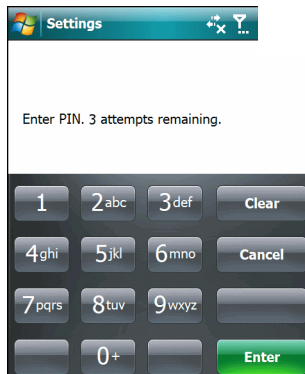 Settings
Enter PIN. 3 attempts remaining.
1 2abc 3def Clear
4ghi 5jkl 6mno Cancel
7pqrs 8tuv 9wxyz
0+ Enter